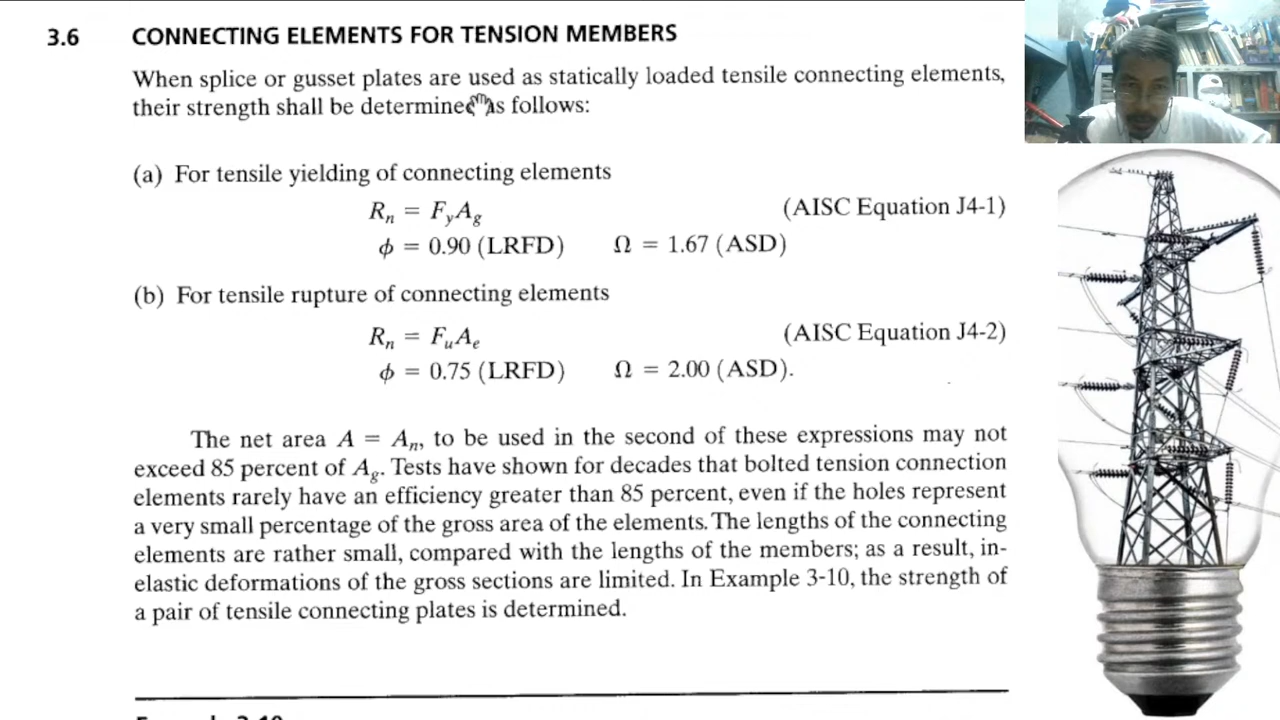 3.6 CONNECTING ELEMENTS FOR TENSION MEMBERS
When splice or gusset plates are used as statically loaded tensile connecting elements,
their strength shall be determined as follows:
(a) For tensile yielding of connecting elements
Rₙ = FᵧA_g (AISC Equation J4-1)
ϕ = 0.90 (LRFD) Ω = 1.67 (ASD)
(b) For tensile rupture of connecting elements
Rₙ = FᵤAₑ (AISC Equation J4-2)
ϕ = 0.75 (LRFD) Ω = 2.00 (ASD).
The net area A = Aₙ, to be used in the second of these expressions may not
exceed 85 percent of A_g. Tests have shown for decades that bolted tension connection
elements rarely have an efficiency greater than 85 percent, even if the holes represent
a very small percentage of the gross area of the elements. The lengths of the connecting
elements are rather small, compared with the lengths of the members; as a result, in-
elastic deformations of the gross sections are limited. In Example 3-10, the strength of
a pair of tensile connecting plates is determined.